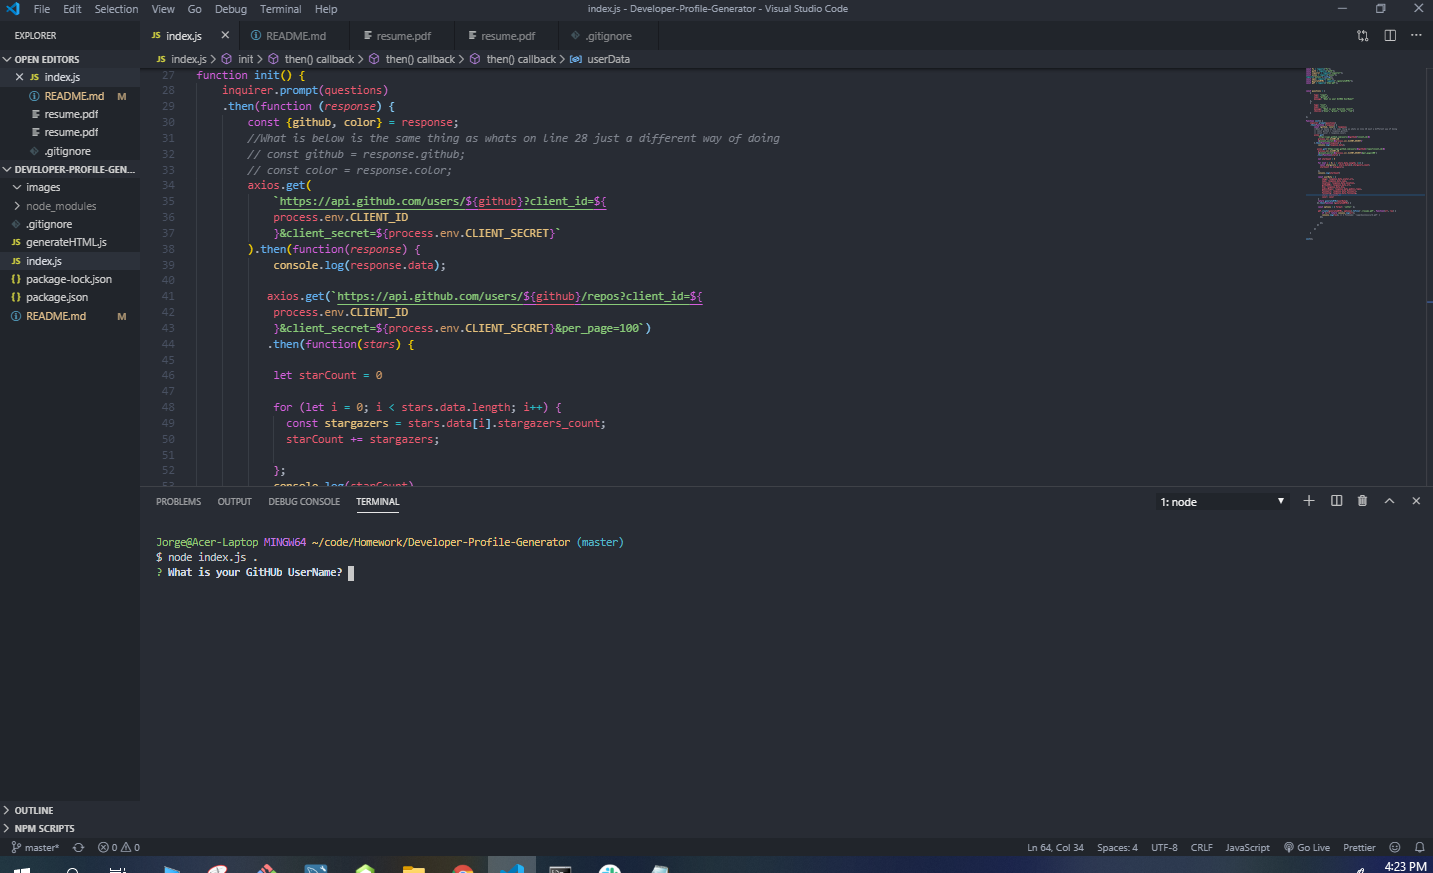 File Edit Selection View Go Debug Terminal Help
index.js - Developer-Profile-Generator - Visual Studio Code
EXPLORER
OPEN EDITORS
JS index.js
README.md M
resume.pdf
resume.pdf
.gitignore
DEVELOPER-PROFILE-GEN...
images
node_modules
.gitignore
JS generateHTML.js
JS index.js
{} package-lock.json
{} package.json
README.md M
OUTLINE
NPM SCRIPTS
JS index.js
README.md
resume.pdf
resume.pdf
.gitignore
JS index.js > init > then() callback > then() callback > then() callback > userData
27 function init() {
28 inquirer.prompt(questions)
29 .then(function (response) {
30 const {github, color} = response;
31 //What is below is the same thing as whats on line 28 just a different way of doing
32 // const github = response.github;
33 // const color = response.color;
34 axios.get(
35 `https://api.github.com/users/${github}?client_id=${
36 process.env.CLIENT_ID
37 }&client_secret=${process.env.CLIENT_SECRET}`
38 ).then(function(response) {
39 console.log(response.data);
40
41 axios.get(`https://api.github.com/users/${github}/repos?client_id=${
42 process.env.CLIENT_ID
43 }&client_secret=${process.env.CLIENT_SECRET}&per_page=100`)
44 .then(function(stars) {
45
46 let starCount = 0
47
48 for (let i = 0; i < stars.data.length; i++) {
49 const stargazers = stars.data[i].stargazers_count;
50 starCount += stargazers;
51
52 };
53 console.log(starCount)
PROBLEMS OUTPUT DEBUG CONSOLE TERMINAL
1: node
Jorge@Acer-Laptop MINGW64 ~/code/Homework/Developer-Profile-Generator (master)
$ node index.js .
? What is your GitHUb UserName?
master* 0 0
Ln 64, Col 34 Spaces: 4 UTF-8 CRLF JavaScript Go Live Prettier
4:23 PM